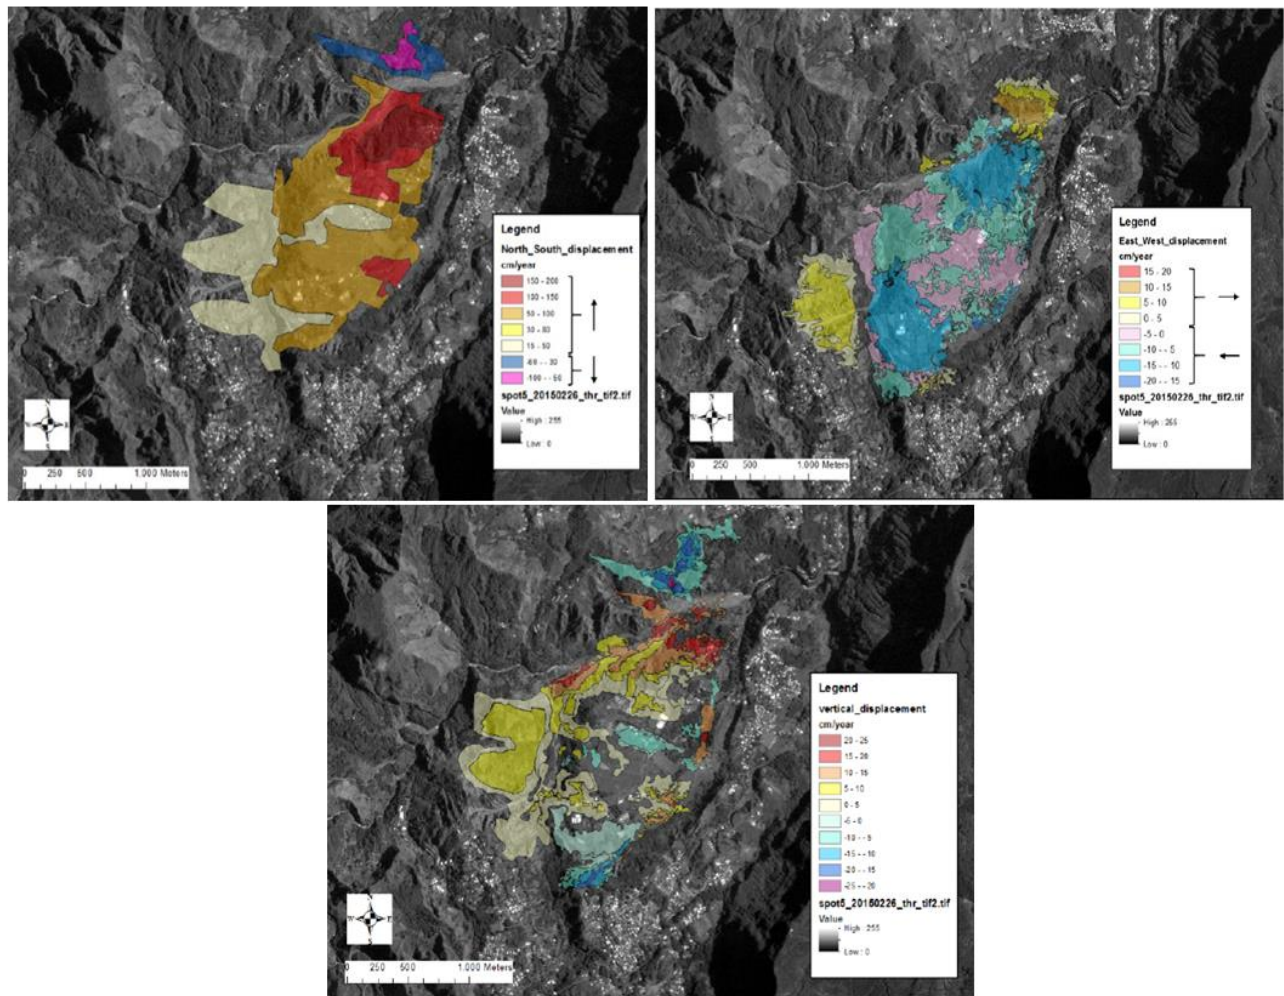 Legend
North_South_displacement
cm/year
150 - 200
100 - 150
50 - 100
30 - 80
15 - 50
-100 - -50
spot5_20150226_thr_tif2.tif
Value
High : 255
Low : 0
N
W E
S
0 250 500 1.000 Meters
Legend
East_West_displacement
cm/year
15 - 20
10 - 15
5 - 10
0 - 5
-5 - 0
-10 - -5
-15 - -10
-20 - -15
spot5_20150226_thr_tif2.tif
Value
High : 255
Low : 0
N
W E
S
0 250 500 1.000 Meters
Legend
vertical_displacement
cm/year
20 - 25
15 - 20
10 - 15
5 - 10
0 - 5
-5 - 0
-10 - -5
-15 - -10
-20 - -15
-25 - -20
spot5_20150226_thr_tif2.tif
Value
High : 255
Low : 0
N
W E
S
0 250 500 1.000 Meters